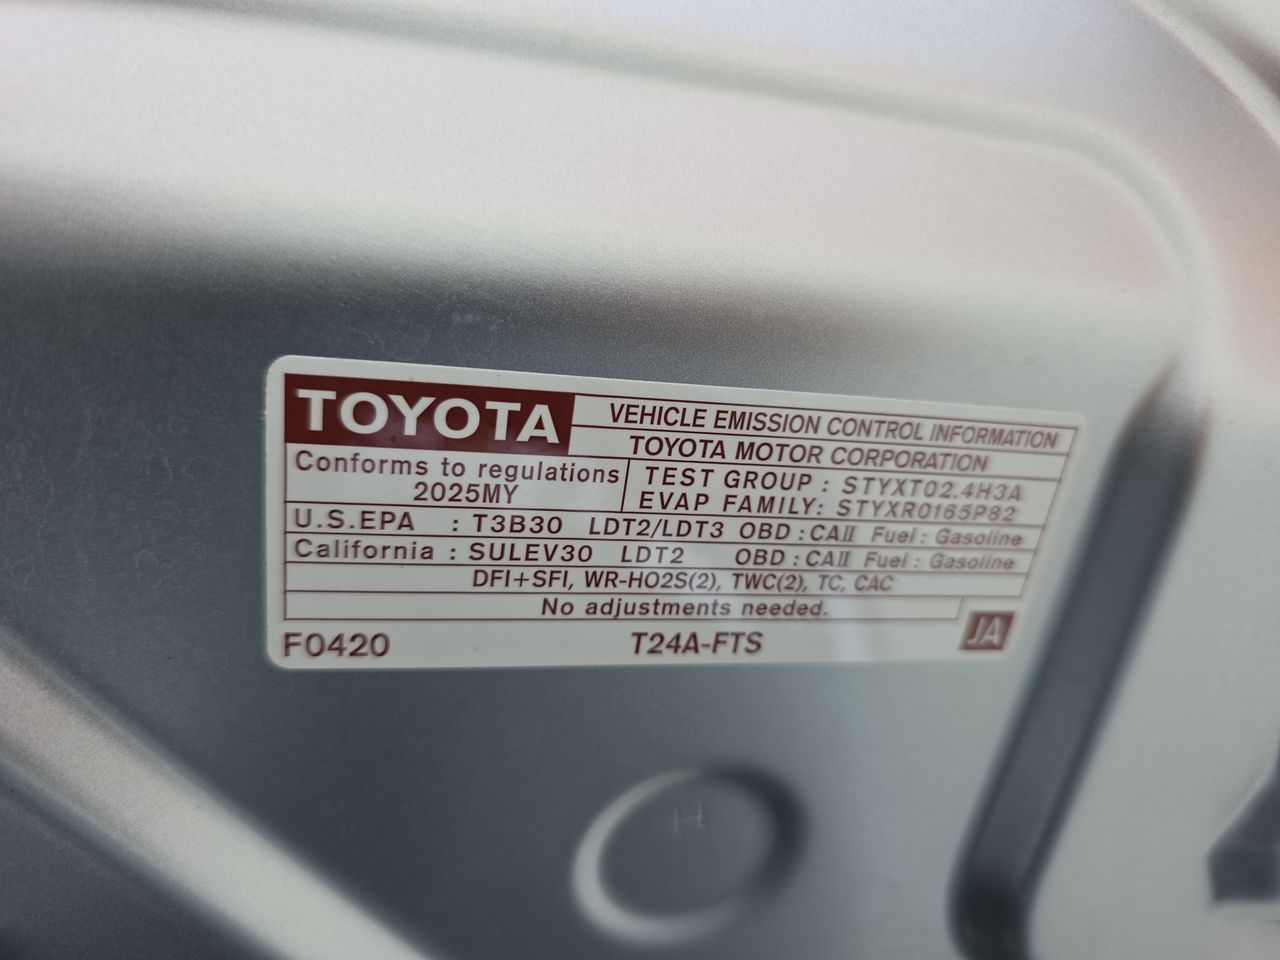 TOYOTA
VEHICLE EMISSION CONTROL INFORMATION
TOYOTA MOTOR CORPORATION
Conforms to regulations
2025MY
TEST GROUP : STYXT02.4H3A
EVAP FAMILY: STYXR0165P82
U.S.EPA : T3B30 LDT2/LDT3 OBD : CAII Fuel : Gasoline
California : SULEV30 LDT2 OBD : CAII Fuel : Gasoline
DFI+SFI, WR-HO2S(2), TWC(2), TC, CAC
No adjustments needed.
F0420 T24A-FTS JA
H